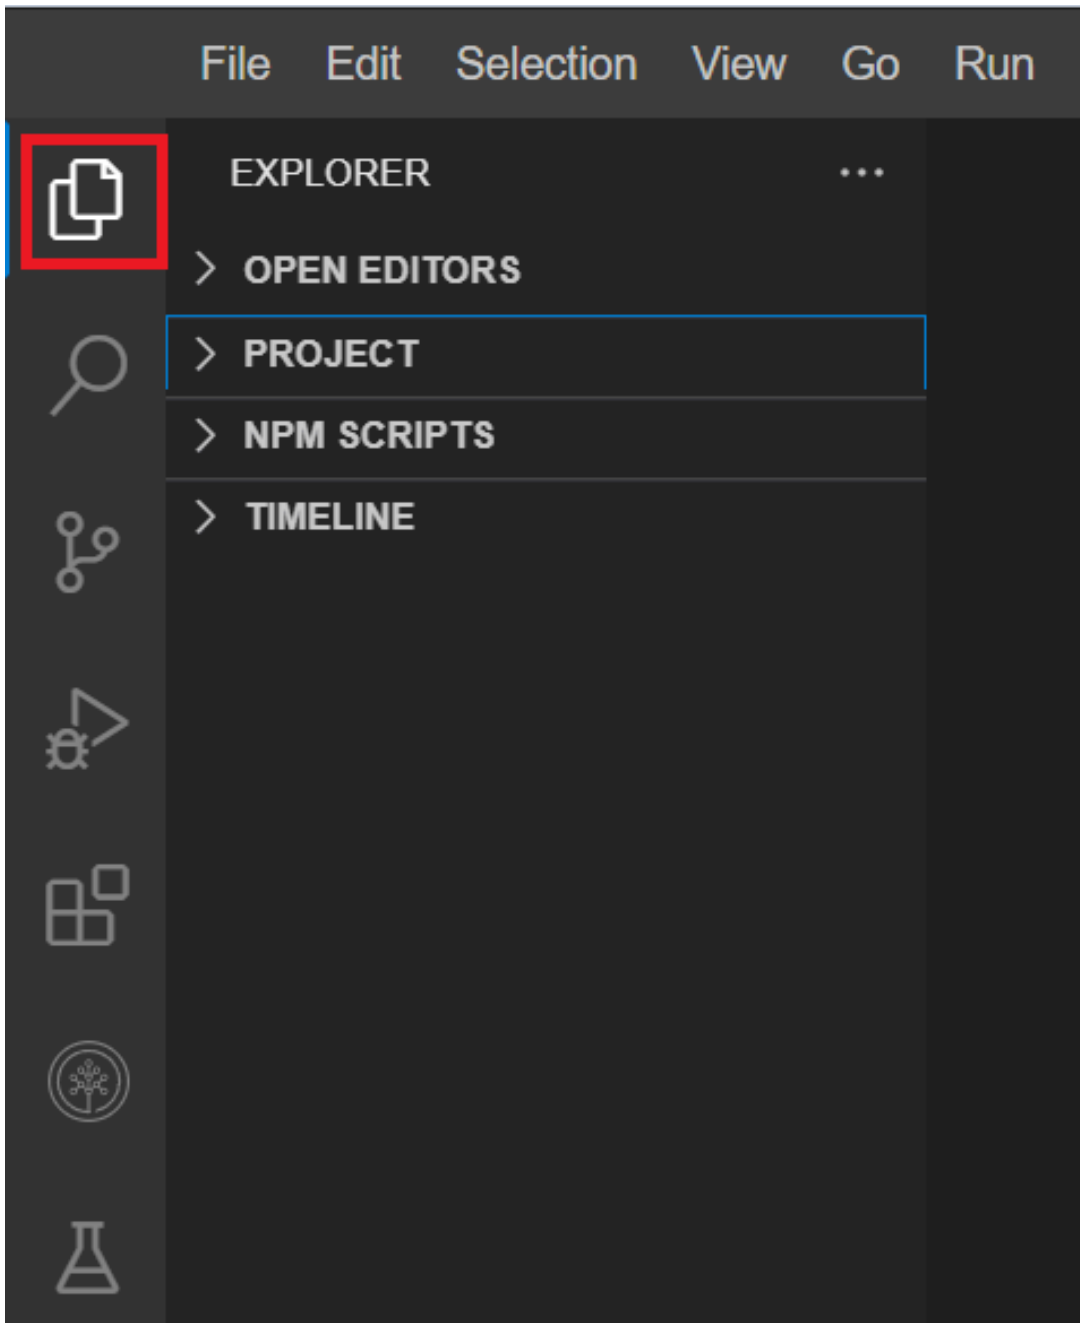 File Edit Selection View Go Run
EXPLORER ...
OPEN EDITORS
PROJECT
NPM SCRIPTS
TIMELINE